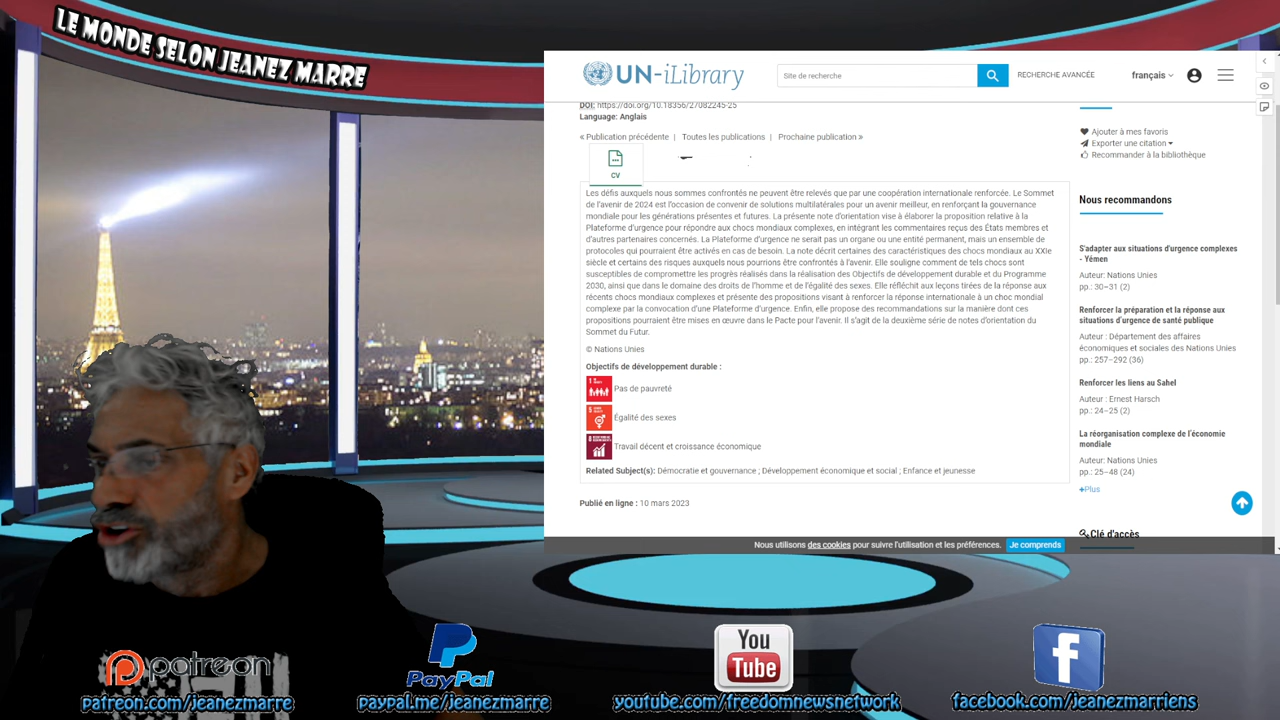 LE MONDE SELON JEANEZ MARRE
UN-iLibrary
Site de recherche
RECHERCHE AVANCÉE
français
DOI: https://doi.org/10.18356/27082245-25
Language: Anglais
« Publication précédente | Toutes les publications | Prochaine publication »
CV
Les défis auxquels nous sommes confrontés ne peuvent être relevés que par une coopération internationale renforcée. Le Sommet
de l'avenir de 2024 est l'occasion de convenir de solutions multilatérales pour un avenir meilleur, en renforçant la gouvernance
mondiale pour les générations présentes et futures. La présente note d'orientation vise à élaborer la proposition relative à la
Plateforme d'urgence pour répondre aux chocs mondiaux complexes, en intégrant les commentaires reçus des États membres et
d'autres partenaires concernés. La Plateforme d'urgence ne serait pas un organe ou une entité permanent, mais un ensemble de
protocoles qui pourraient être activés en cas de besoin. La note décrit certaines des caractéristiques des chocs mondiaux au XXIe
siècle et certains des risques auxquels nous pourrions être confrontés à l'avenir. Elle souligne comment de tels chocs sont
susceptibles de compromettre les progrès réalisés dans la réalisation des Objectifs de développement durable et du Programme
2030, ainsi que dans le domaine des droits de l'homme et de l'égalité des sexes. Elle réfléchit aux leçons tirées de la réponse aux
récents chocs mondiaux complexes et présente des propositions visant à renforcer la réponse internationale à un choc mondial
complexe par la convocation d'une Plateforme d'urgence. Enfin, elle propose des recommandations sur la manière dont ces
propositions pourraient être mises en œuvre dans le Pacte pour l'avenir. Il s'agit de la deuxième série de notes d'orientation du
Sommet du Futur.
© Nations Unies
Objectifs de développement durable :
Pas de pauvreté
Égalité des sexes
Travail décent et croissance économique
Related Subject(s): Démocratie et gouvernance ; Développement économique et social ; Enfance et jeunesse
Publié en ligne : 10 mars 2023
Ajouter à mes favoris
Exporter une citation
Recommander à la bibliothèque
Nous recommandons
S'adapter aux situations d'urgence complexes
- Yémen
Auteur: Nations Unies
pp.: 30–31 (2)
Renforcer la préparation et la réponse aux
situations d'urgence de santé publique
Auteur : Département des affaires
économiques et sociales des Nations Unies
pp.: 257–292 (36)
Renforcer les liens au Sahel
Auteur : Ernest Harsch
pp.: 24–25 (2)
La réorganisation complexe de l'économie
mondiale
Auteur: Nations Unies
pp.: 25–48 (24)
+Plus
Clé d'accès
Nous utilisons des cookies pour suivre l'utilisation et les préférences. Je comprends
patreon
patreon.com/jeanezmarre
PayPal
paypal.me/jeanezmarre
You
Tube
youtube.com/freedomnewsnetwork
f
facebook.com/jeanezmarriens